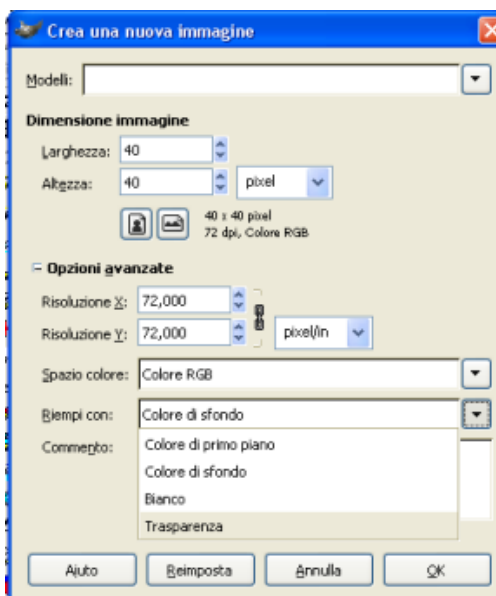 Crea una nuova immagine
Modelli:
Dimensione immagine
Larghezza: 40
Altezza: 40 pixel
40 x 40 pixel
72 dpi, Colore RGB
Opzioni avanzate
Risoluzione X: 72,000
Risoluzione Y: 72,000 pixel/in
Spazio colore: Colore RGB
Riempi con: Colore di sfondo
Commento:
Colore di primo piano
Colore di sfondo
Bianco
Trasparenza
Aiuto Reimposta Annulla OK